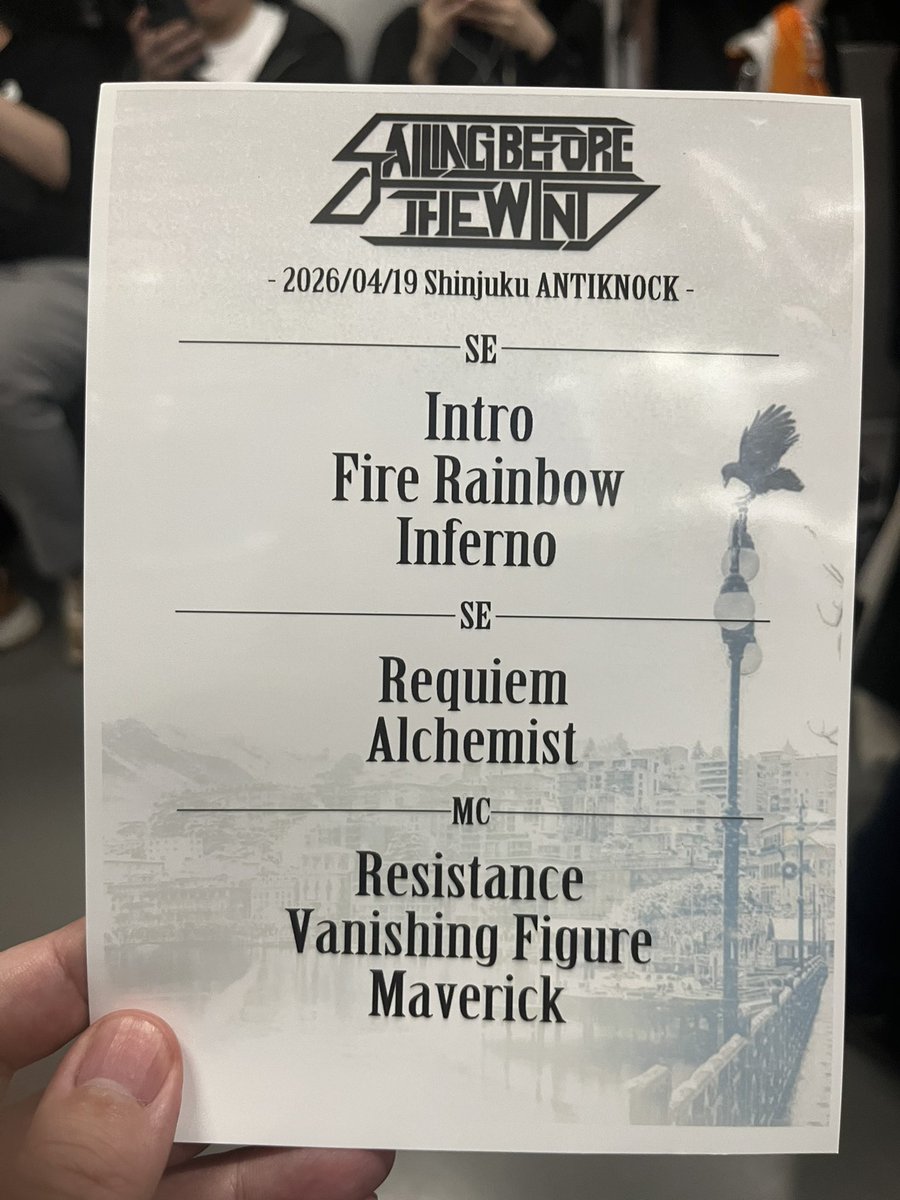 SAILING BEFORE
THE WIND
- 2026/04/19 Shinjuku ANTIKNOCK -
SE
Intro
Fire Rainbow
Inferno
SE
Requiem
Alchemist
MC
Resistance
Vanishing Figure
Maverick